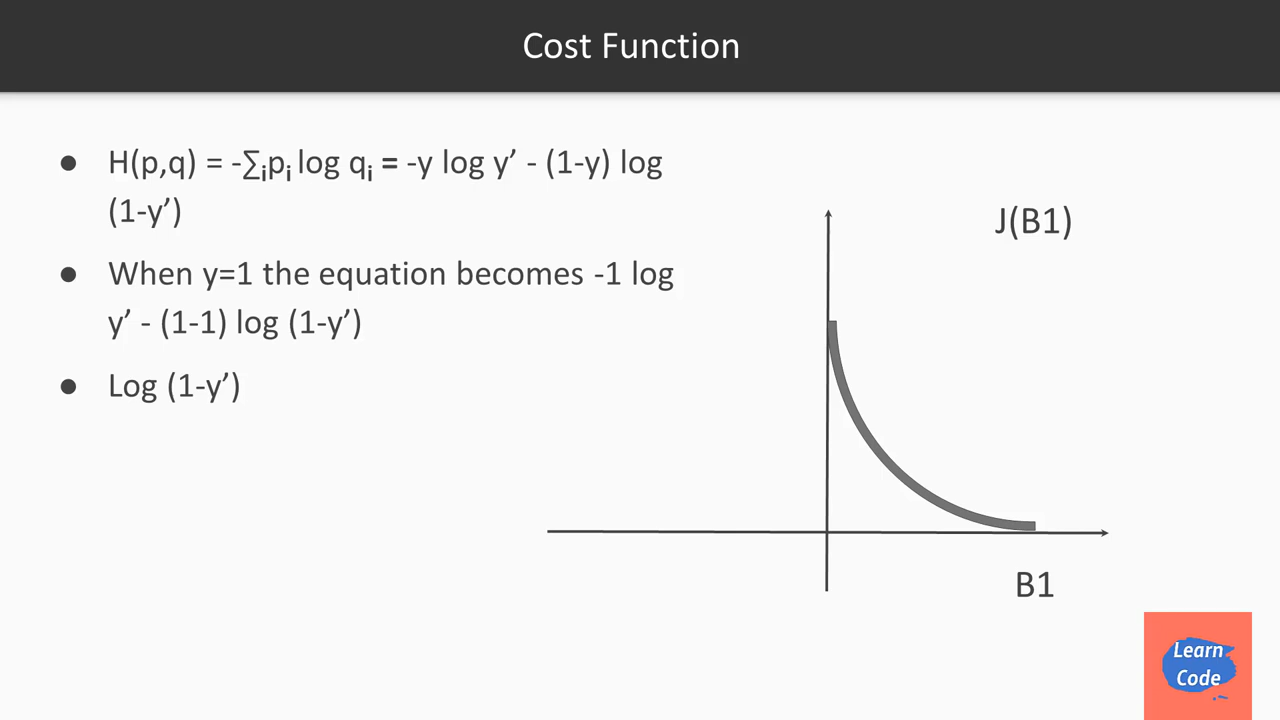 Cost Function
● H(p,q) = -∑ᵢpᵢ log qᵢ = -y log y’ - (1-y) log
(1-y’)
● When y=1 the equation becomes -1 log
y’ - (1-1) log (1-y’)
● Log (1-y’)
J(B1)
B1
Learn
Code